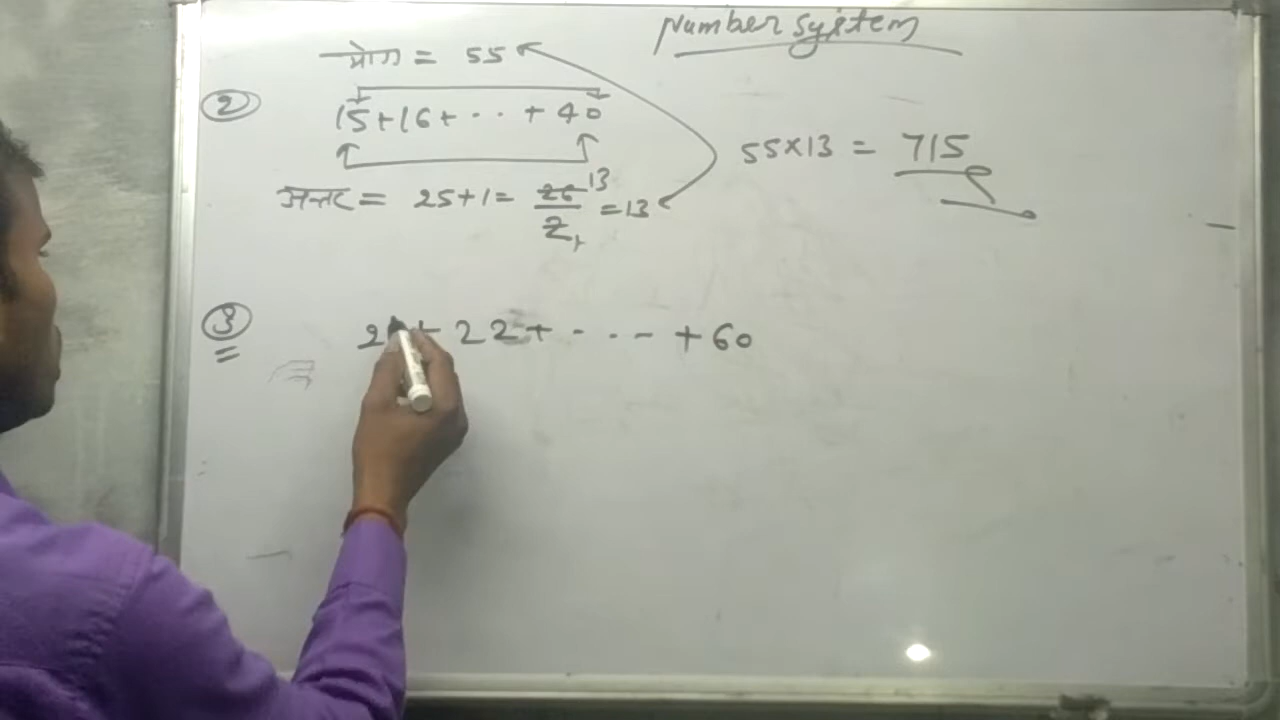 Number system
योग = 55
② 15+16+ .. + 40
55×13 = 715
अन्तर = 25+1= 26/2 13 =13
③ + 22+ - .. - +60